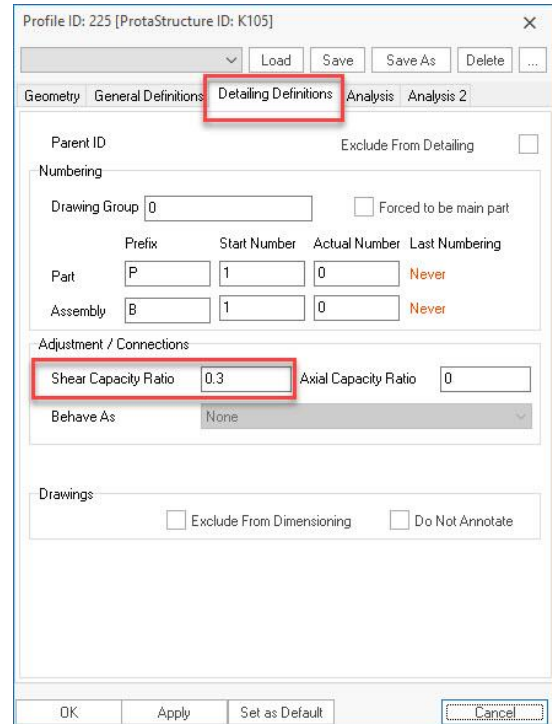 Profile ID: 225 [ProtaStructure ID: K105]
Load Save Save As Delete ...
Geometry General Definitions Detailing Definitions Analysis Analysis 2
Parent ID Exclude From Detailing
Numbering
Drawing Group 0 Forced to be main part
Prefix Start Number Actual Number Last Numbering
Part P 1 0 Never
Assembly B 1 0 Never
Adjustment / Connections
Shear Capacity Ratio 0.3 Axial Capacity Ratio 0
Behave As None
Drawings
Exclude From Dimensioning Do Not Annotate
OK Apply Set as Default Cancel